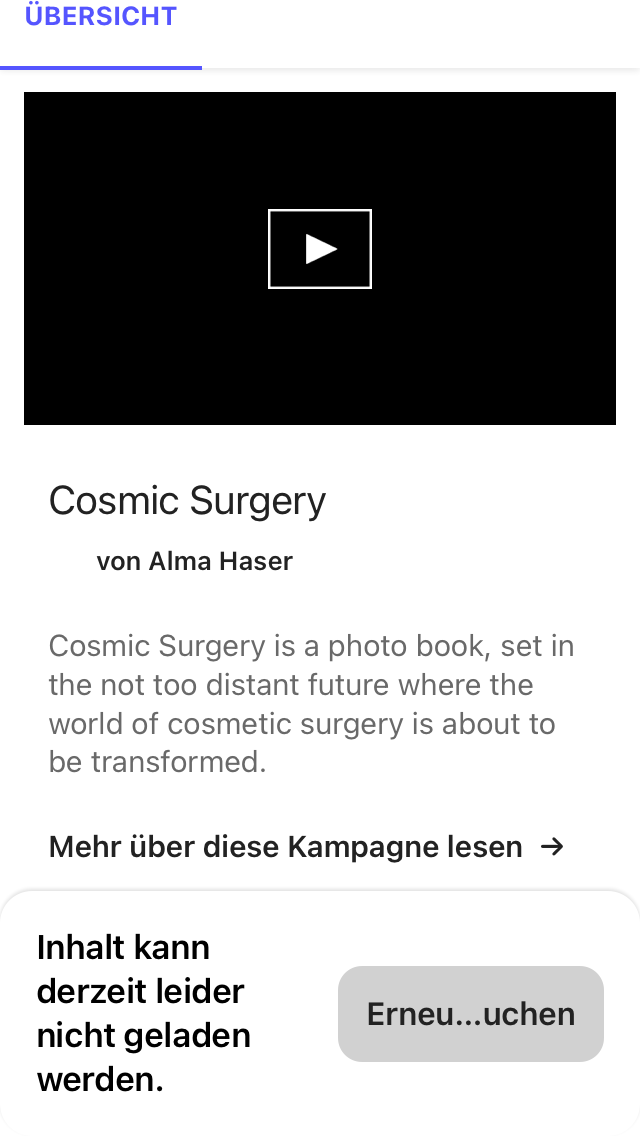 ÜBERSICHT
Cosmic Surgery
von Alma Haser
Cosmic Surgery is a photo book, set in
the not too distant future where the
world of cosmetic surgery is about to
be transformed.
Mehr über diese Kampagne lesen →
Inhalt kann
derzeit leider
nicht geladen
werden.
Erneu...uchen